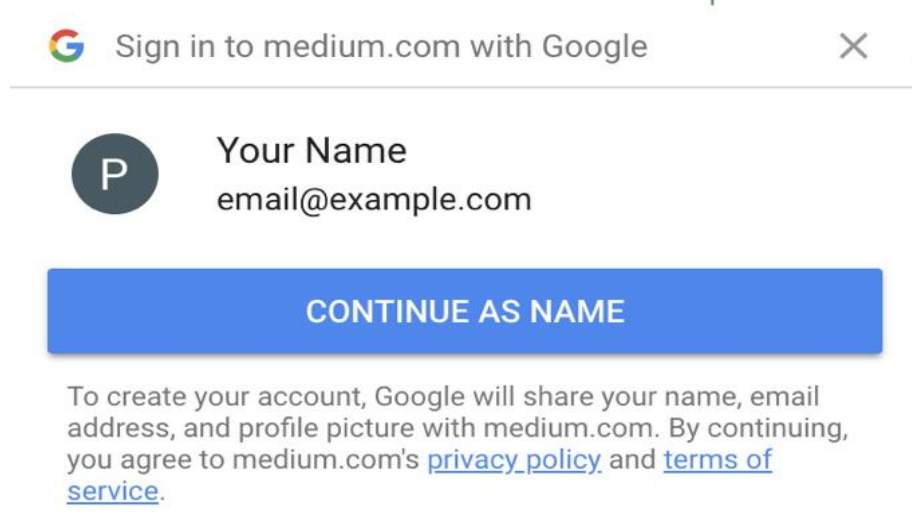 Sign in to medium.com with Google
P
Your Name
email@example.com
CONTINUE AS NAME
To create your account, Google will share your name, email
address, and profile picture with medium.com. By continuing,
you agree to medium.com's privacy policy and terms of
service.